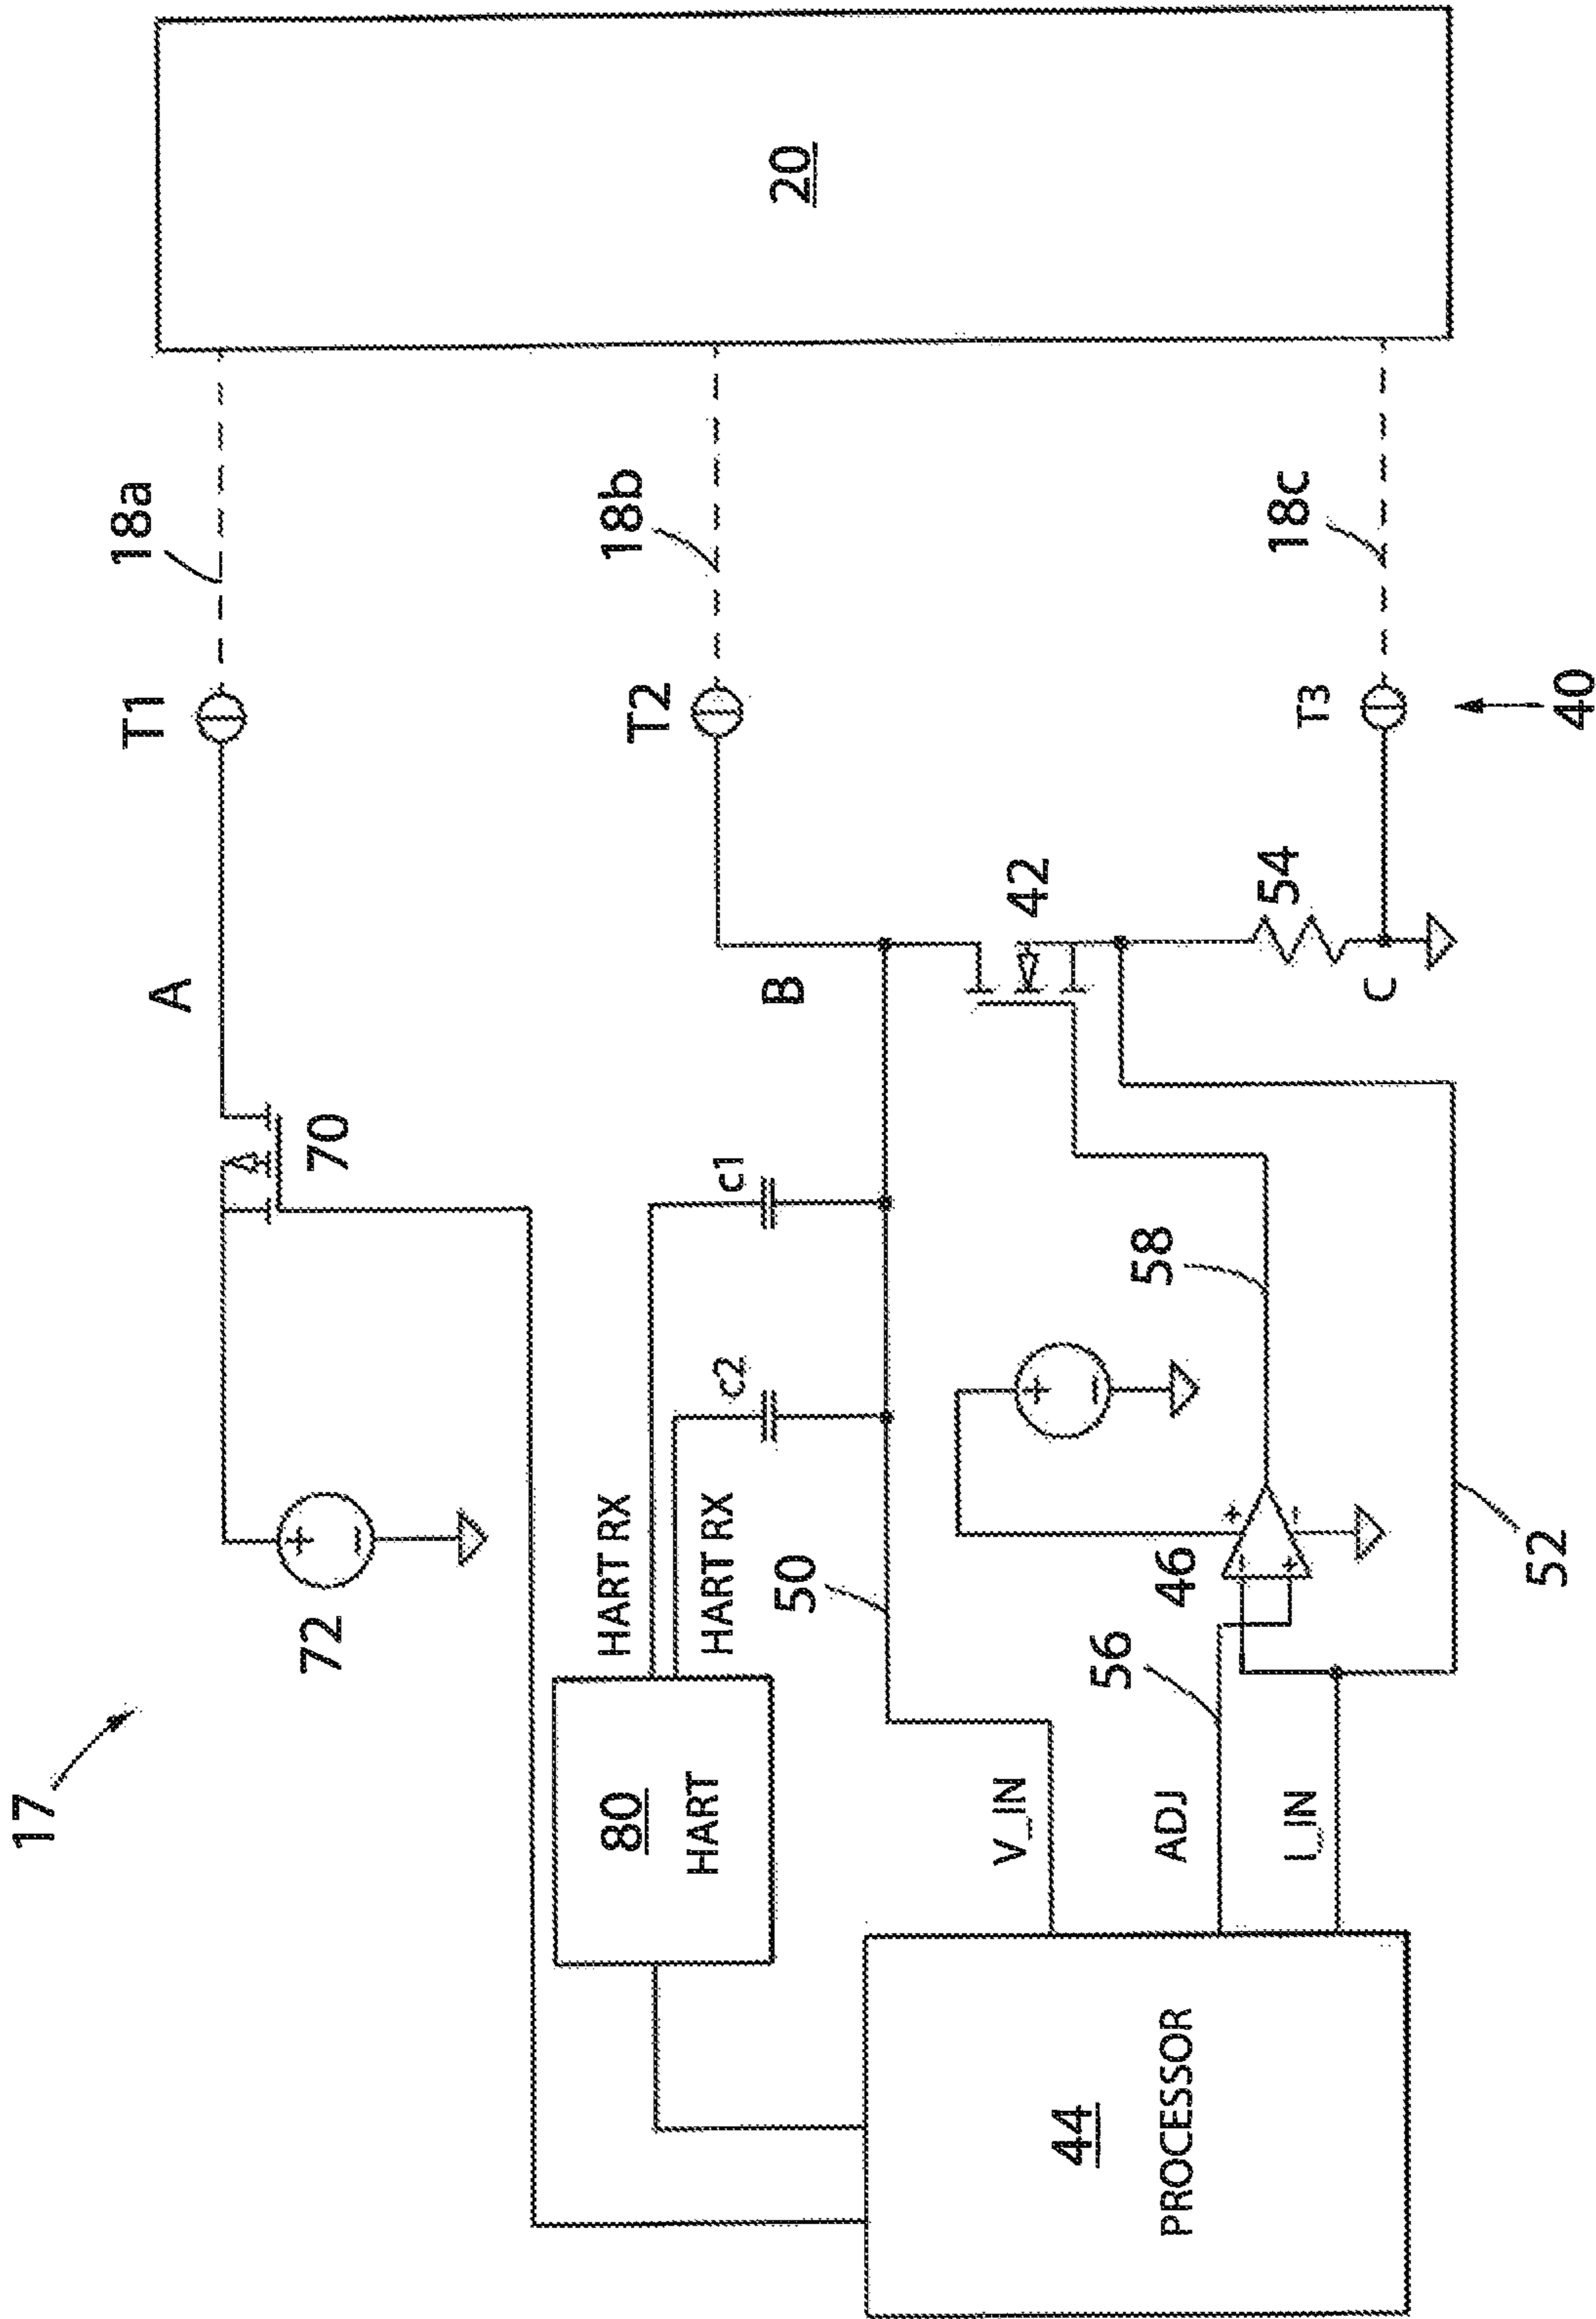 17
72
A
T1
18a
70
80
HART
HART RX
HART RX
c2
c1
T2
18b
20
50
B
V_IN
ADJ
I_IN
56
46
58
42
54
C
T3
18c
40
52
44
PROCESSOR